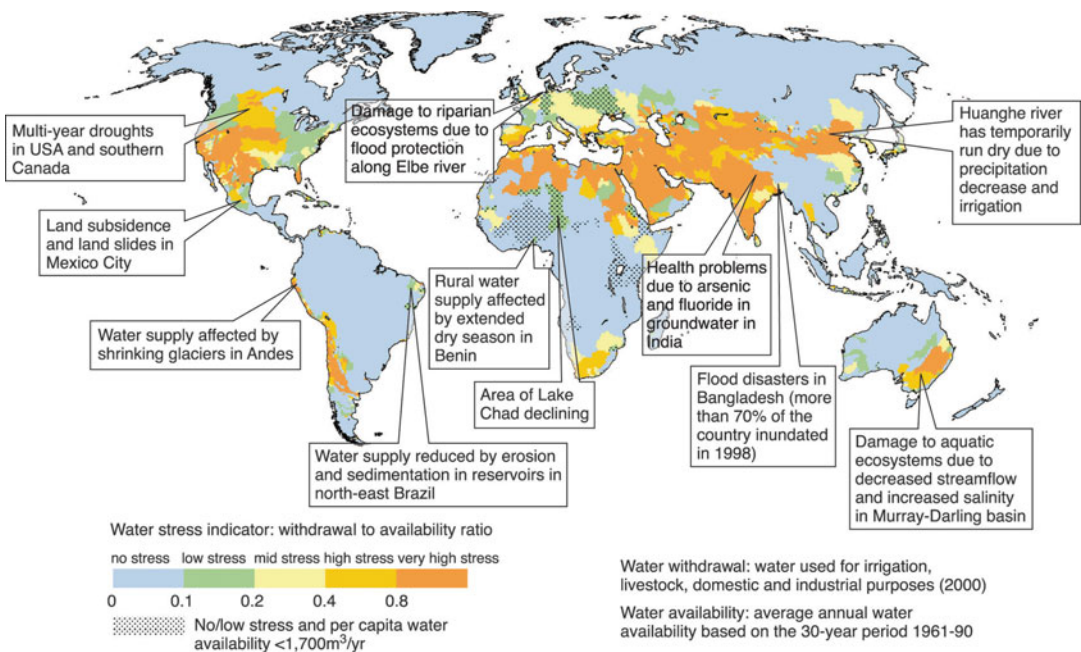 Multi-year droughts
in USA and southern
Canada
Damage to riparian
ecosystems due to
flood protection
along Elbe river
Huanghe river
has temporarily
run dry due to
precipitation
decrease and
irrigation
Land subsidence
and land slides in
Mexico City
Rural water
supply affected
by extended
dry season in
Benin
Health problems
due to arsenic
and fluoride in
groundwater in
India
Water supply affected by
shrinking glaciers in Andes
Area of Lake
Chad declining
Flood disasters in
Bangladesh (more
than 70% of the
country inundated
in 1998)
Damage to aquatic
ecosystems due to
decreased streamflow
and increased salinity
in Murray-Darling basin
Water supply reduced by erosion
and sedimentation in reservoirs in
north-east Brazil
Water stress indicator: withdrawal to availability ratio
no stress low stress mid stress high stress very high stress
0 0.1 0.2 0.4 0.8
No/low stress and per capita water
availability <1,700m³/yr
Water withdrawal: water used for irrigation,
livestock, domestic and industrial purposes (2000)
Water availability: average annual water
availability based on the 30-year period 1961-90